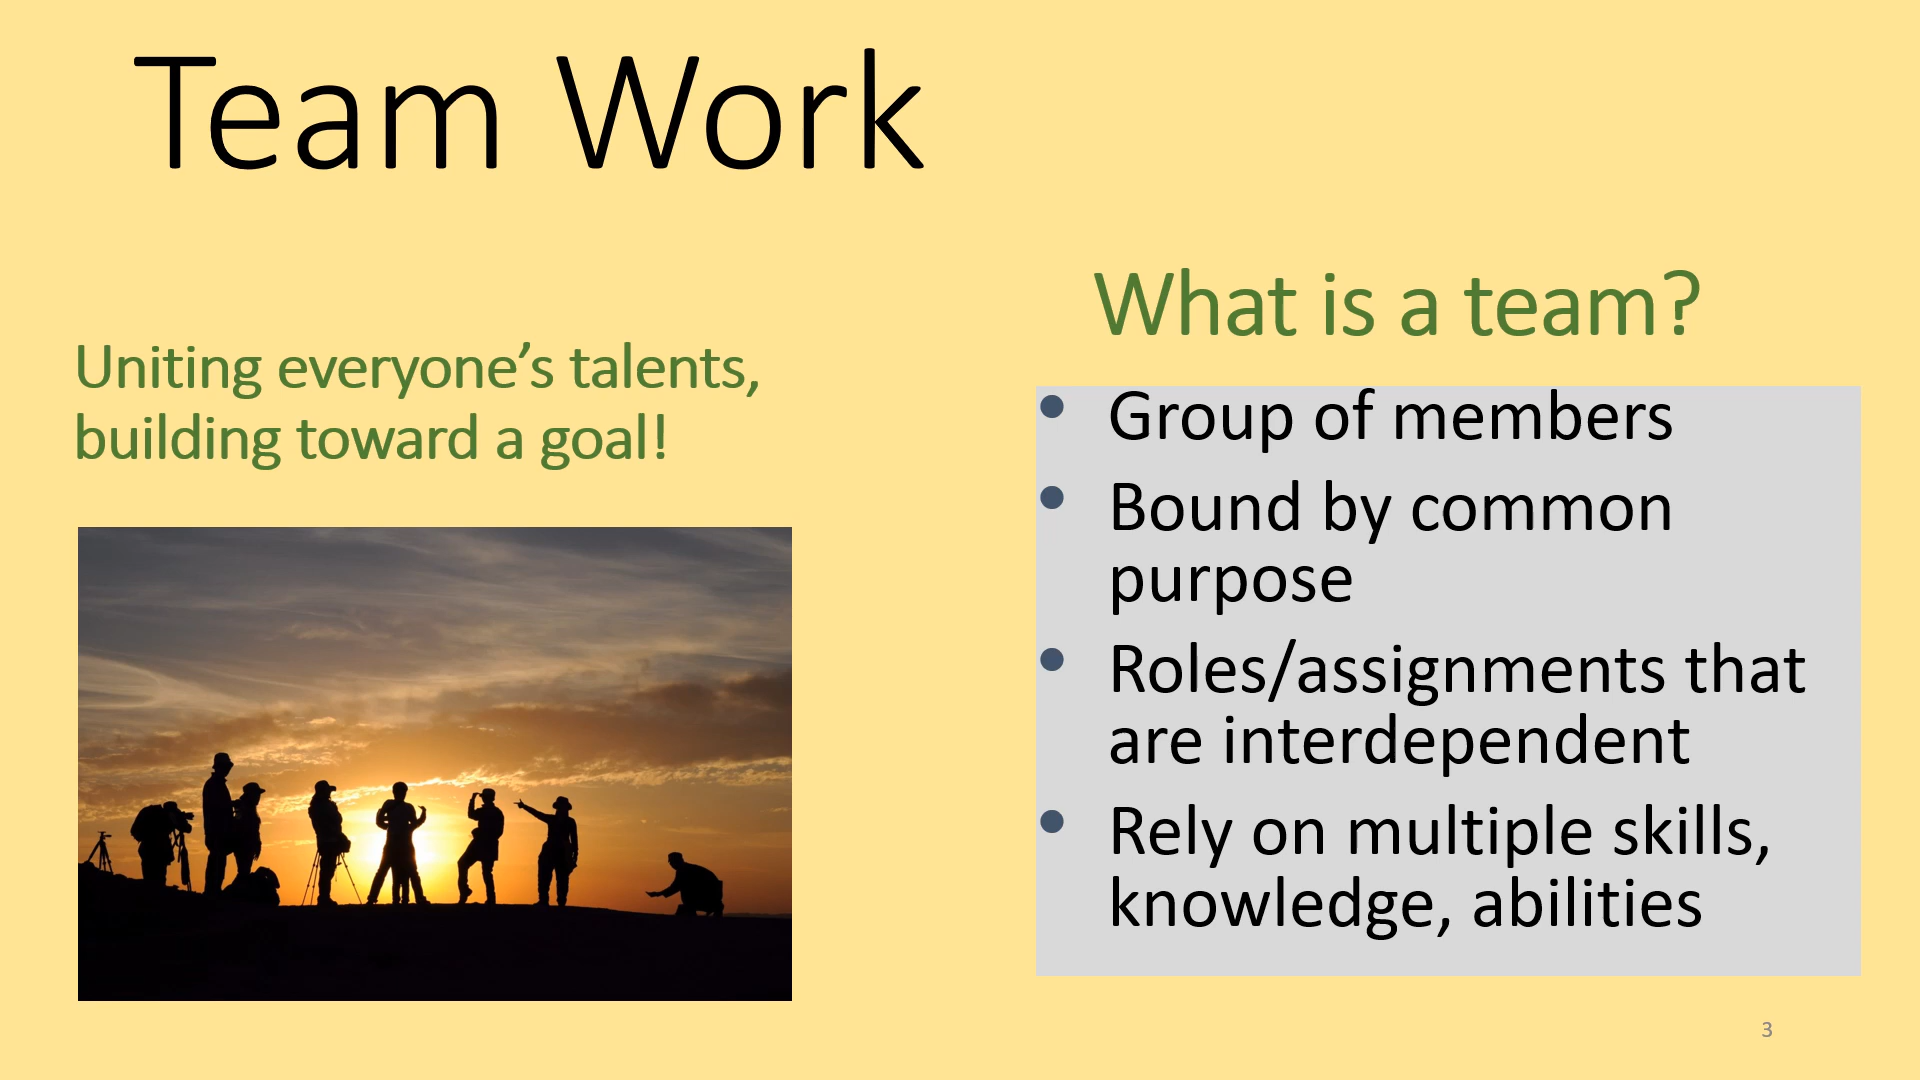 Team Work
Uniting everyone’s talents,
building toward a goal!
What is a team?
• Group of members
• Bound by common
purpose
• Roles/assignments that
are interdependent
• Rely on multiple skills,
knowledge, abilities
3